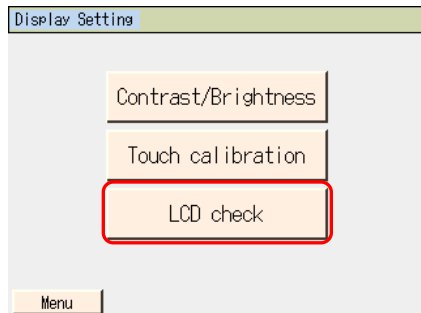 Display Setting
Contrast/Brightness
Touch calibration
LCD check
Menu